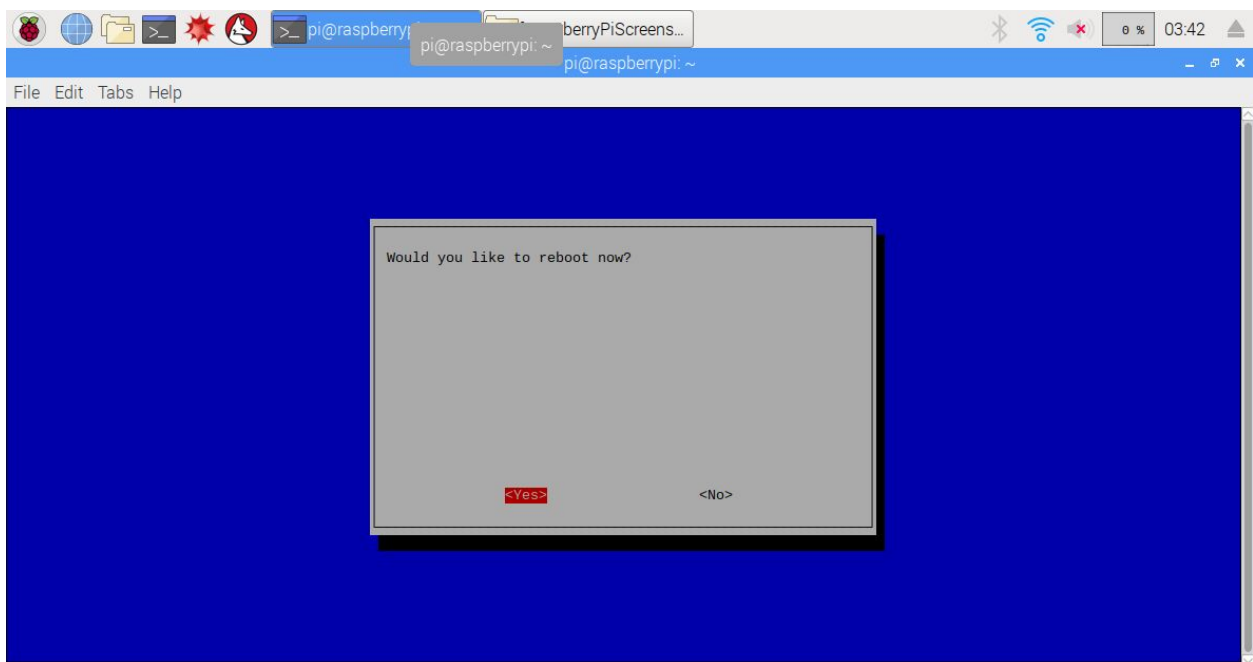 pi@raspberryp
berryPiScreens...
0 %
03:42
pi@raspberrypi: ~
pi@raspberrypi: ~
File Edit Tabs Help
Would you like to reboot now?
<Yes>
<No>